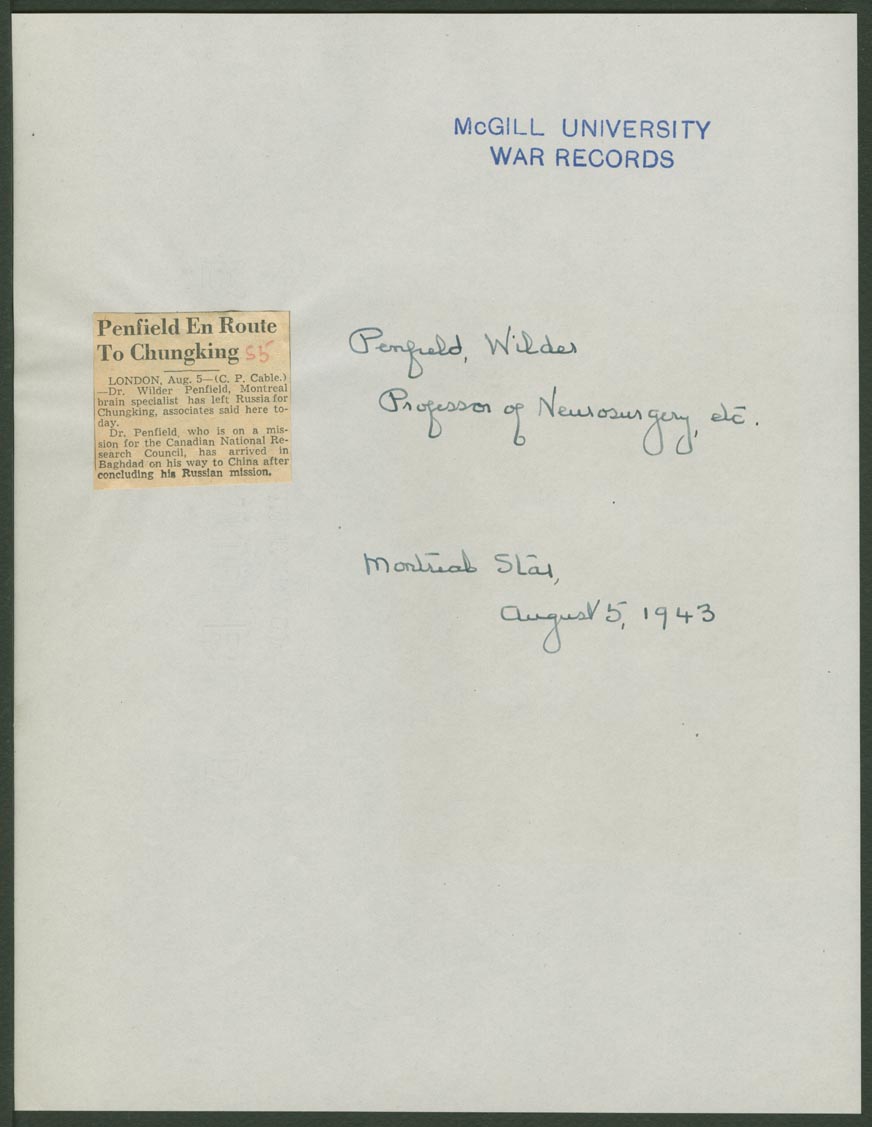 McGILL UNIVERSITY
WAR RECORDS
Penfield En Route
To Chungking S5
LONDON, Aug. 5—(C. P. Cable.)
—Dr. Wilder Penfield, Montreal
brain specialist has left Russia for
Chungking, associates said here to-
day.
Dr. Penfield, who is on a mis-
sion for the Canadian National Re-
search Council, has arrived in
Baghdad on his way to China after
concluding his Russian mission.
Penfield, Wilder
Professor of Neurosurgery, etc.
Montreal Star,
August 5, 1943